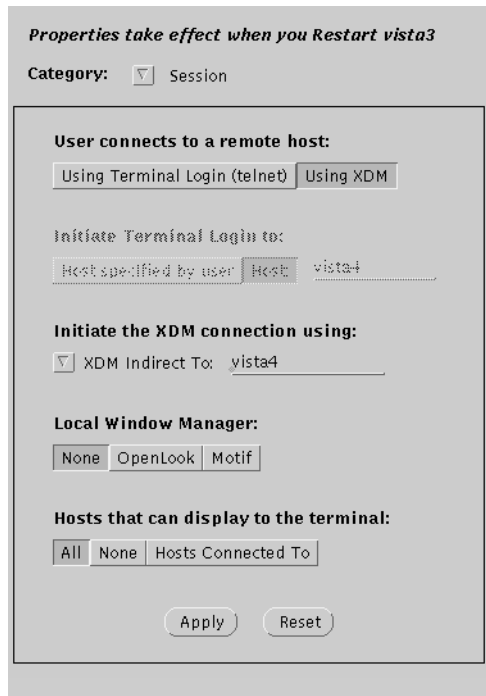 Properties take effect when you Restart vista3
Category: Session
User connects to a remote host:
Using Terminal Login (telnet) Using XDM
Initiate Terminal Login to:
Host specified by user Host: vista4
Initiate the XDM connection using:
XDM Indirect To: vista4
Local Window Manager:
None OpenLook Motif
Hosts that can display to the terminal:
All None Hosts Connected To
Apply Reset